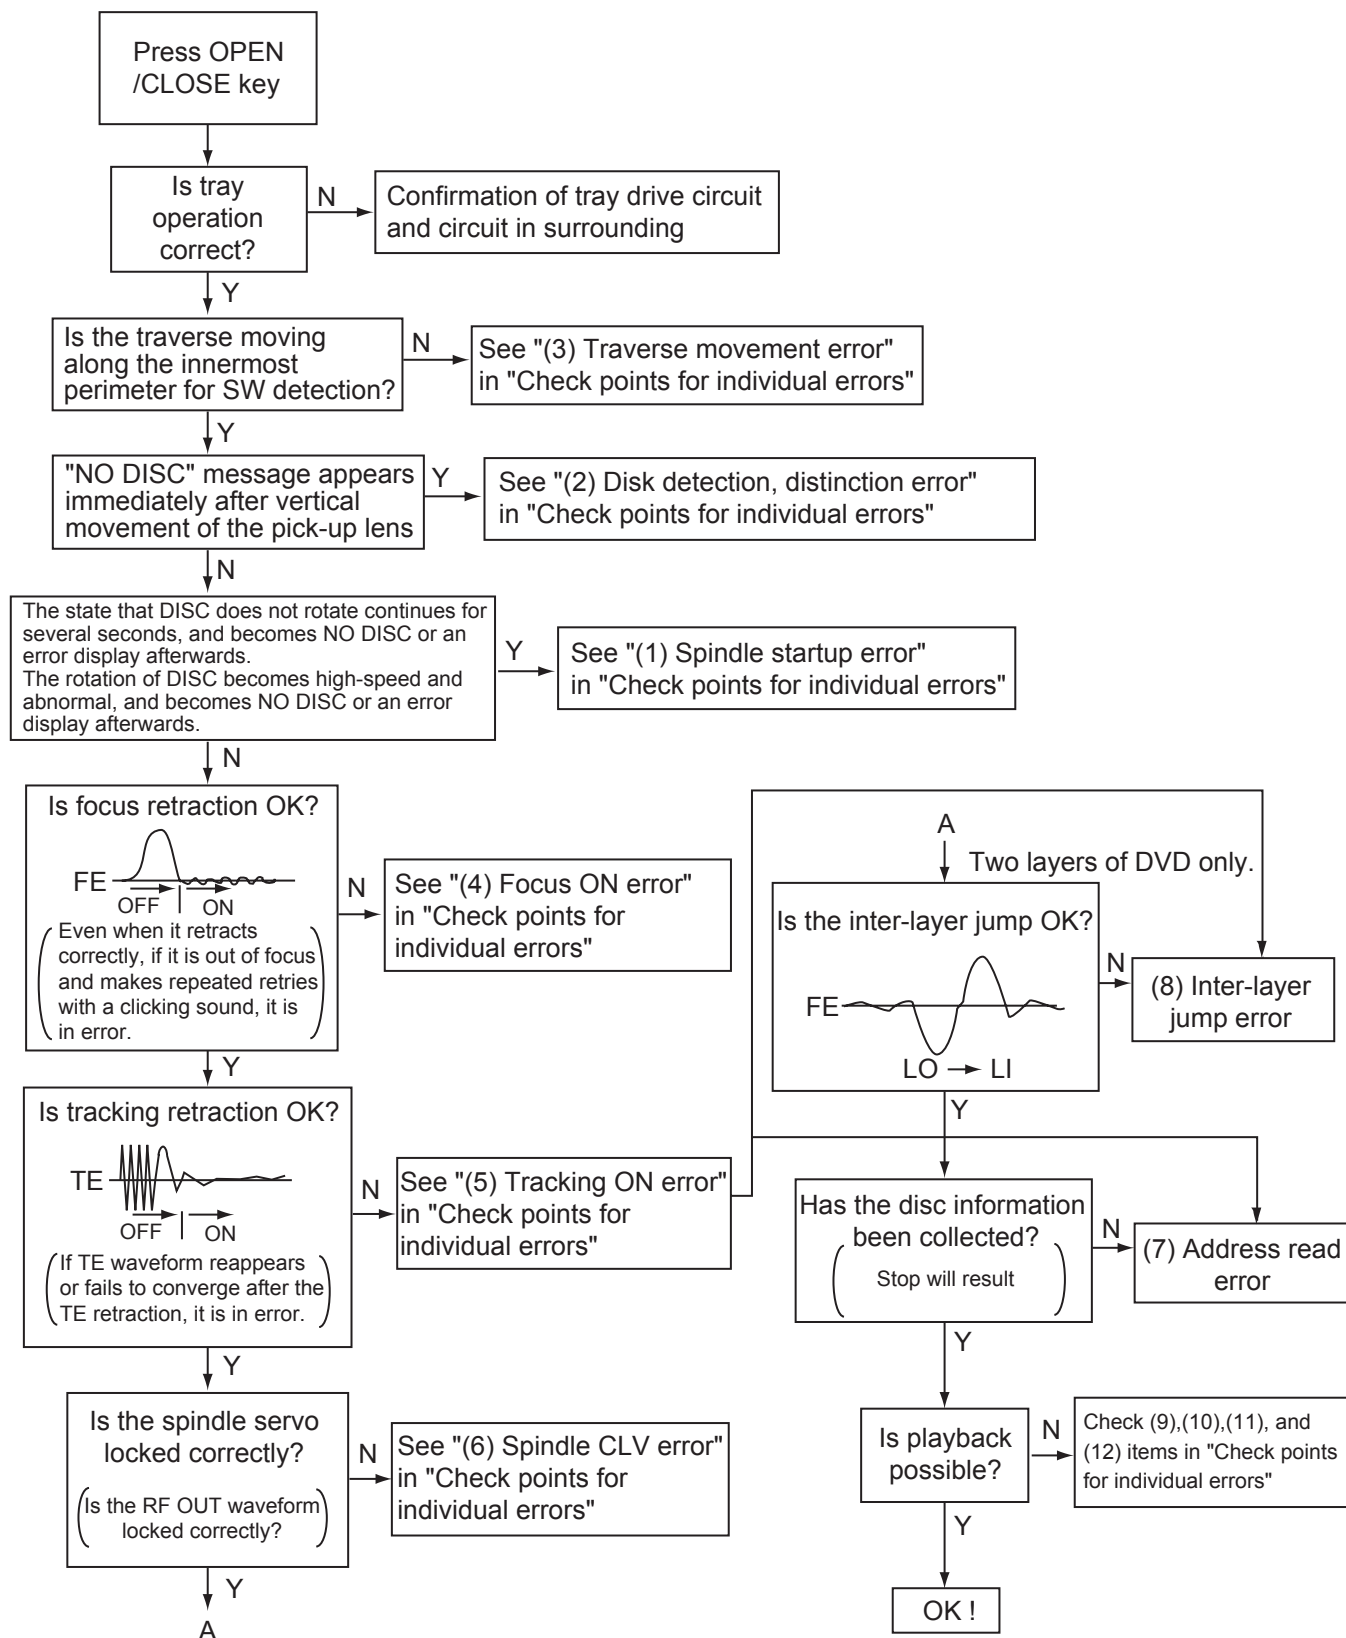 Press OPEN
/CLOSE key
Is tray
operation
correct?
N
Confirmation of tray drive circuit
and circuit in surrounding
Y
Is the traverse moving
along the innermost
perimeter for SW detection?
N
See "(3) Traverse movement error"
in "Check points for individual errors"
Y
"NO DISC" message appears
immediately after vertical
movement of the pick-up lens
Y
See "(2) Disk detection, distinction error"
in "Check points for individual errors"
N
The state that DISC does not rotate continues for
several seconds, and becomes NO DISC or an
error display afterwards.
The rotation of DISC becomes high-speed and
abnormal, and becomes NO DISC or an error
display afterwards.
Y
See "(1) Spindle startup error"
in "Check points for individual errors"
N
Is focus retraction OK?
FE
OFF
ON
Even when it retracts
correctly, if it is out of focus
and makes repeated retries
with a clicking sound, it is
in error.
N
See "(4) Focus ON error"
in "Check points for
individual errors"
Y
Is tracking retraction OK?
TE
OFF
ON
If TE waveform reappears
or fails to converge after the
TE retraction, it is in error.
N
See "(5) Tracking ON error"
in "Check points for
individual errors"
Y
Is the spindle servo
locked correctly?
Is the RF OUT waveform
locked correctly?
N
See "(6) Spindle CLV error"
in "Check points for
individual errors"
Y
A
A
Two layers of DVD only.
Is the inter-layer jump OK?
FE
LO
LI
N
(8) Inter-layer
jump error
Y
Has the disc information
been collected?
Stop will result
N
(7) Address read
error
Y
Is playback
possible?
N
Check (9),(10),(11), and
(12) items in "Check points
for individual errors"
Y
OK !